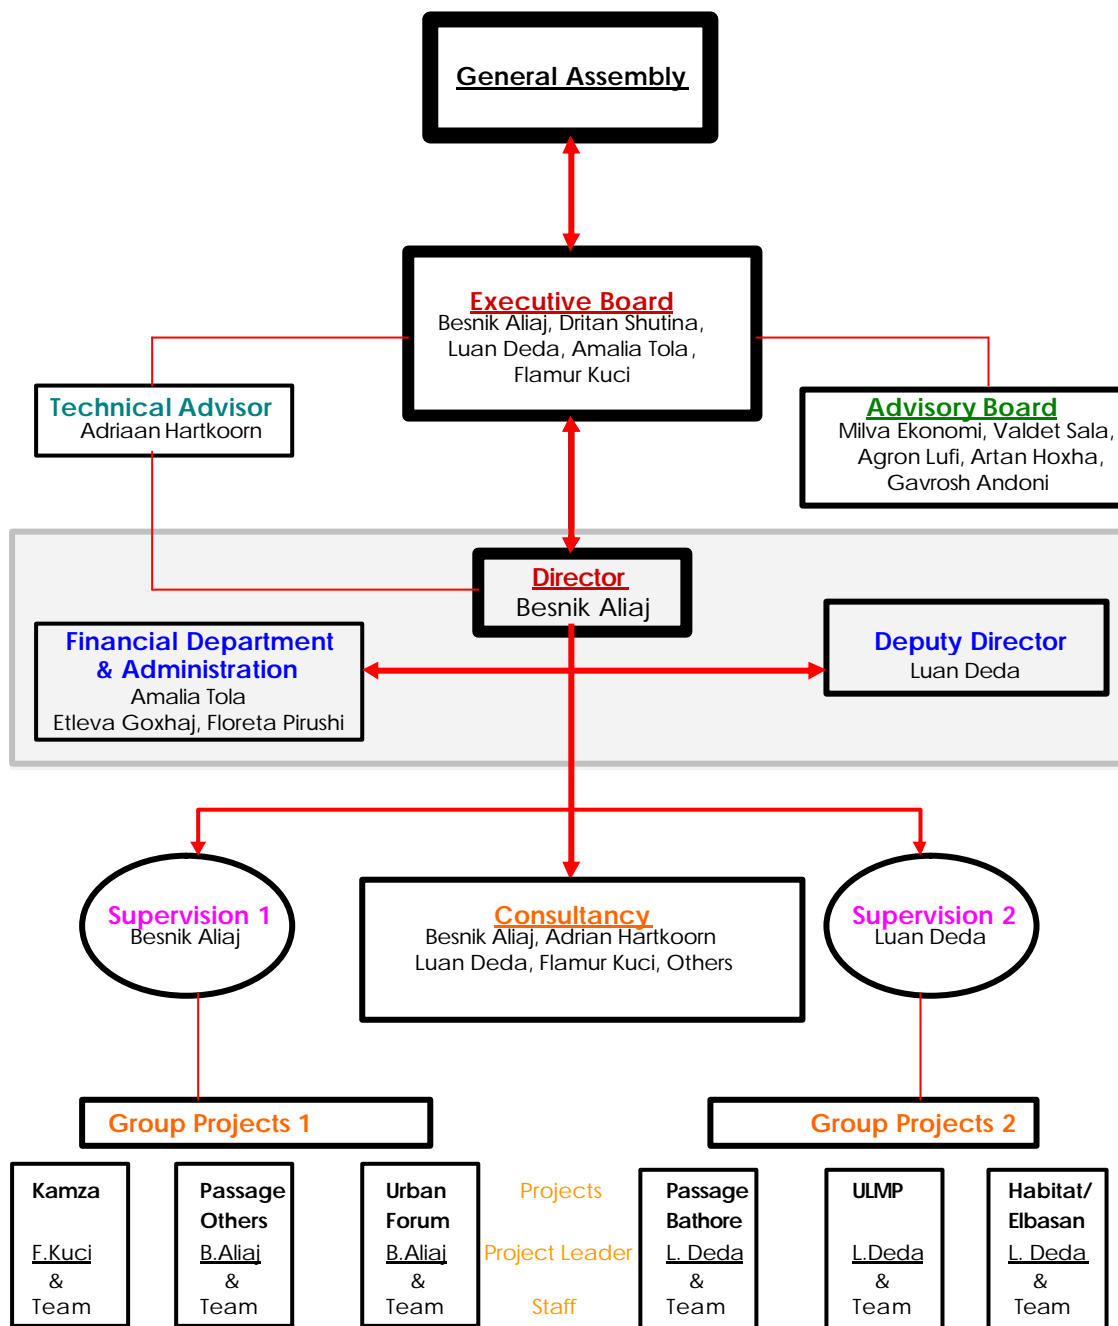 General Assembly
Executive Board
Besnik Aliaj, Dritan Shutina,
Luan Deda, Amalia Tola,
Flamur Kuci
Technical Advisor
Adriaan Hartkoorn
Advisory Board
Milva Ekonomi, Valdet Sala,
Agron Lufi, Artan Hoxha,
Gavrosh Andoni
Director
Besnik Aliaj
Financial Department
& Administration
Amalia Tola
Etleva Goxhaj, Floreta Pirushi
Deputy Director
Luan Deda
Supervision 1
Besnik Aliaj
Consultancy
Besnik Aliaj, Adrian Hartkoorn
Luan Deda, Flamur Kuci, Others
Supervision 2
Luan Deda
Group Projects 1
Group Projects 2
Kamza
F.Kuci
&
Team
Passage
Others
B.Aliaj
&
Team
Urban
Forum
B.Aliaj
&
Team
Projects
Project Leader
Staff
Passage
Bathore
L. Deda
&
Team
ULMP
L.Deda
&
Team
Habitat/
Elbasan
L. Deda
&
Team